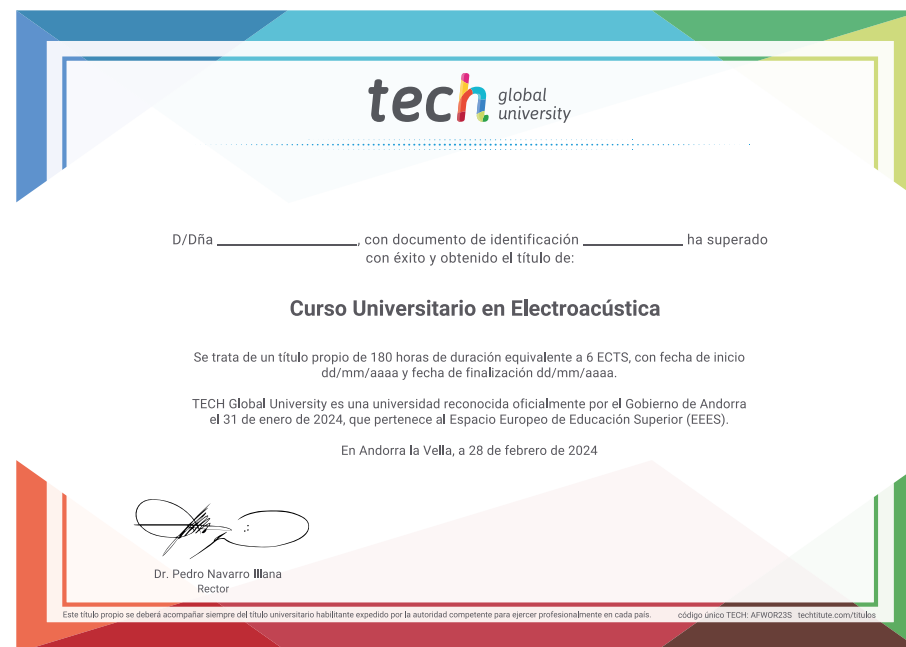 tech global university
D/Dña ____________________, con documento de identificación ______________ ha superado
con éxito y obtenido el título de:
Curso Universitario en Electroacústica
Se trata de un título propio de 180 horas de duración equivalente a 6 ECTS, con fecha de inicio
dd/mm/aaaa y fecha de finalización dd/mm/aaaa.
TECH Global University es una universidad reconocida oficialmente por el Gobierno de Andorra
el 31 de enero de 2024, que pertenece al Espacio Europeo de Educación Superior (EEES).
En Andorra la Vella, a 28 de febrero de 2024
Dr. Pedro Navarro Illana
Rector
Este título propio se deberá acompañar siempre del título universitario habilitante expedido por la autoridad competente para ejercer profesionalmente en cada país. código único TECH: AFWOR23S techtitute.com/titulos